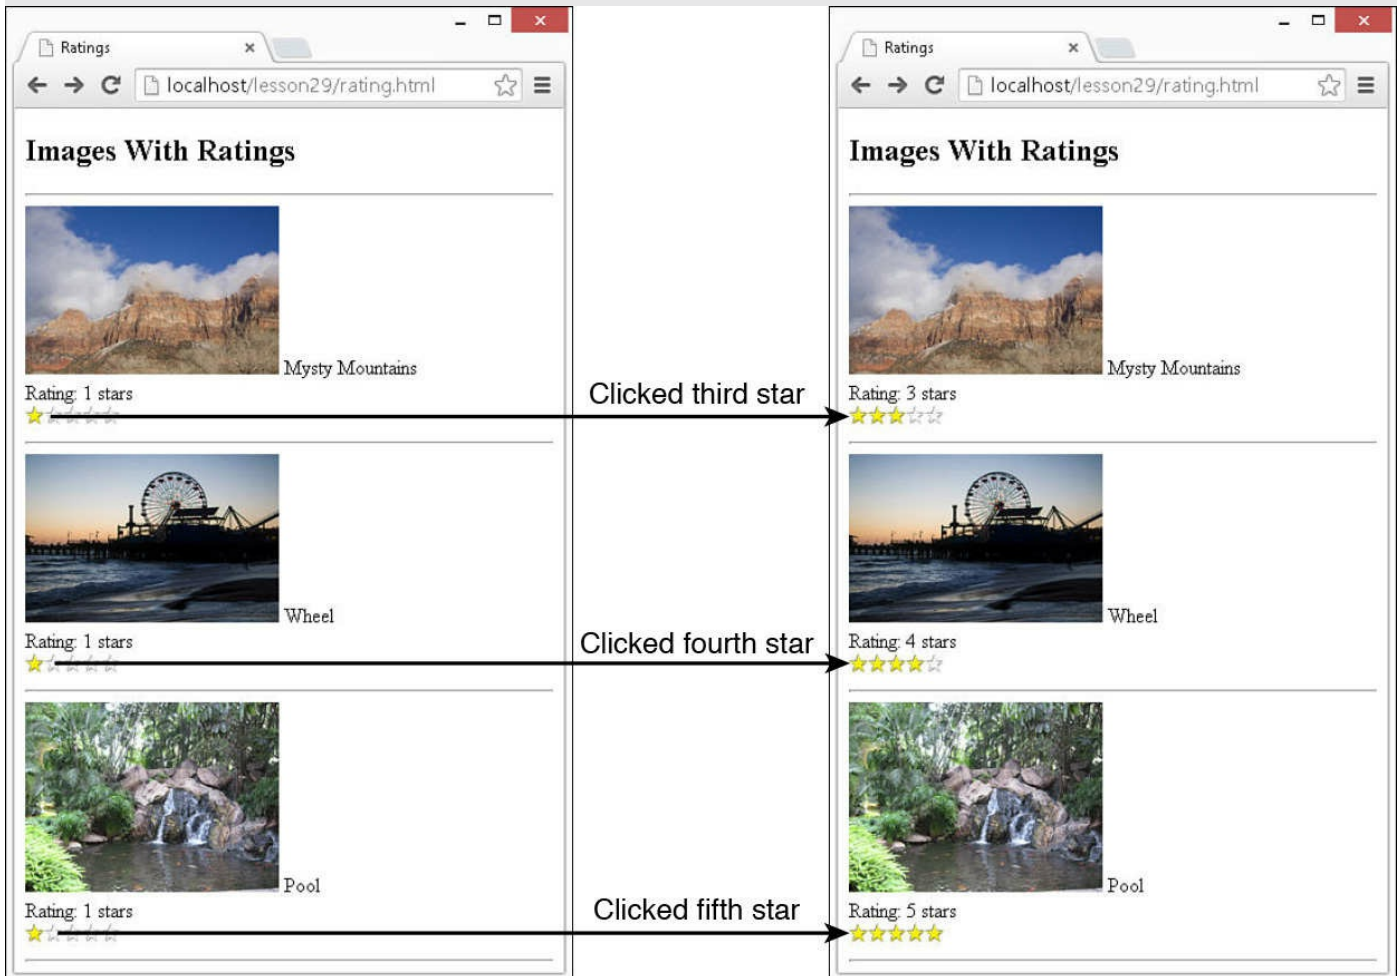 Ratings
localhost/lesson29/rating.html
Images With Ratings
Mysty Mountains
Rating: 1 stars
Wheel
Rating: 1 stars
Pool
Rating: 1 stars
Clicked third star
Clicked fourth star
Clicked fifth star
Ratings
localhost/lesson29/rating.html
Images With Ratings
Mysty Mountains
Rating: 3 stars
Wheel
Rating: 4 stars
Pool
Rating: 5 stars